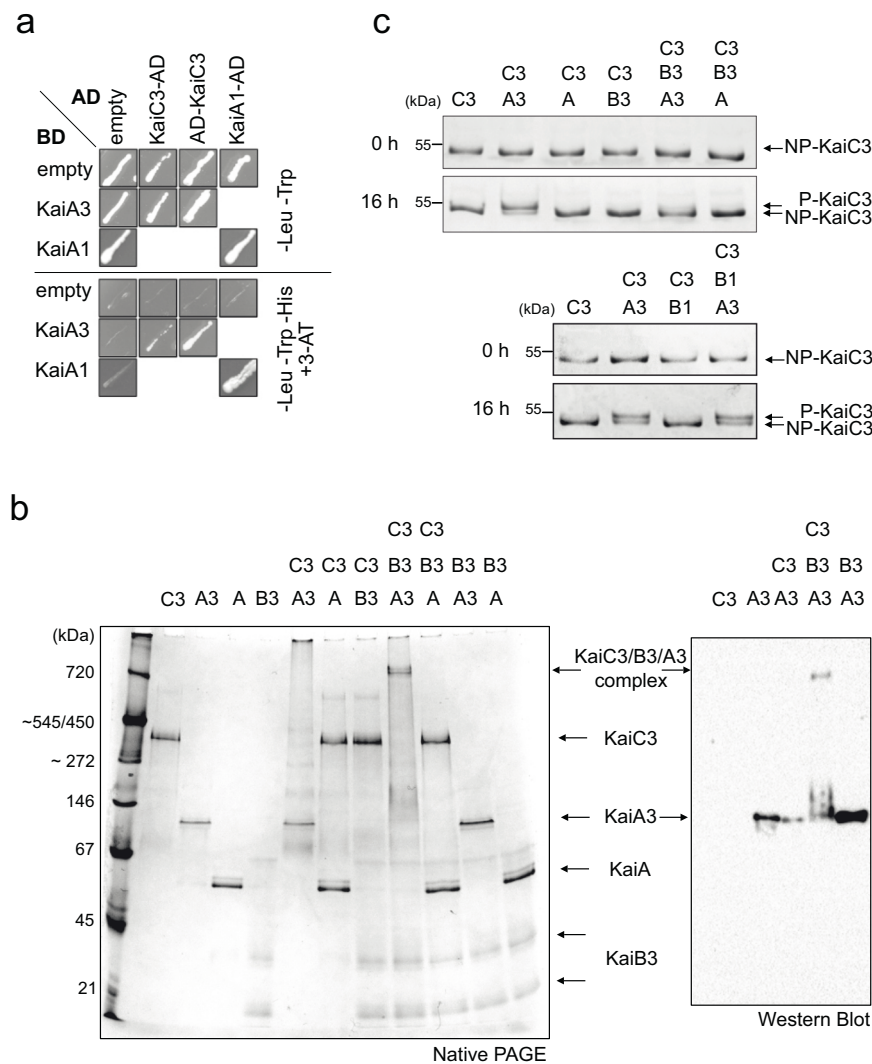 a
AD
BD
empty
KaiC3-AD
AD-KaiC3
KaiA1-AD
empty
KaiA3
KaiA1
-Leu -Trp
empty
KaiA3
KaiA1
-Leu -Trp -His
+3-AT
c
C3 C3
C3 C3 C3 B3 B3
(kDa) C3 A3 A B3 A3 A
0 h 55 NP-KaiC3
16 h 55 P-KaiC3
NP-KaiC3
C3
C3 C3 B1
(kDa) C3 A3 B1 A3
0 h 55 NP-KaiC3
16 h 55 P-KaiC3
NP-KaiC3
b
C3 C3
C3 C3 C3 B3 B3 B3 B3
C3 A3 A B3 A3 A B3 A3 A A3 A
(kDa)
720
~545/450
~ 272
146
67
45
21
Native PAGE
KaiC3/B3/A3
complex
KaiC3
KaiA3
KaiA
KaiB3
C3
C3 B3 B3
C3 A3 A3 A3 A3
Western Blot